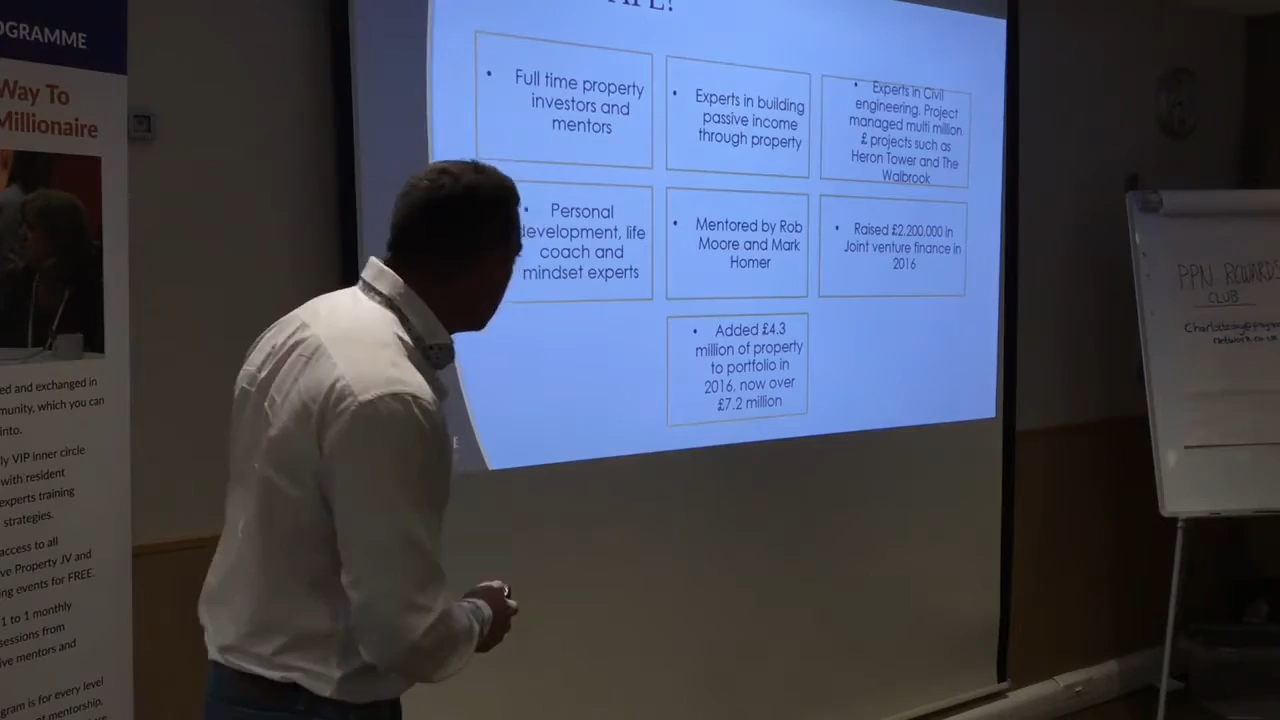 OGRAMME
Way To
Millionaire
ed and exchanged in
munity, which you can
into.
ly VIP inner circle
with resident
experts training
strategies.
access to all
ve Property JV and
ng events for FREE.
1 to 1 monthly
sessions from
ive mentors and
gram is for every level
of mentorship.
• Full time property
investors and
mentors
• Experts in building
passive income
through property
• Experts in Civil
engineering, Project
managed multi million
£ projects such as
Heron Tower and The
Walbrook
• Personal
development, life
coach and
mindset experts
• Mentored by Rob
Moore and Mark
Homer
• Raised £2,200,000 in
Joint venture finance in
2016
• Added £4.3
million of property
to portfolio in
2016, now over
£7.2 million
PPN REWARDS
CLUB